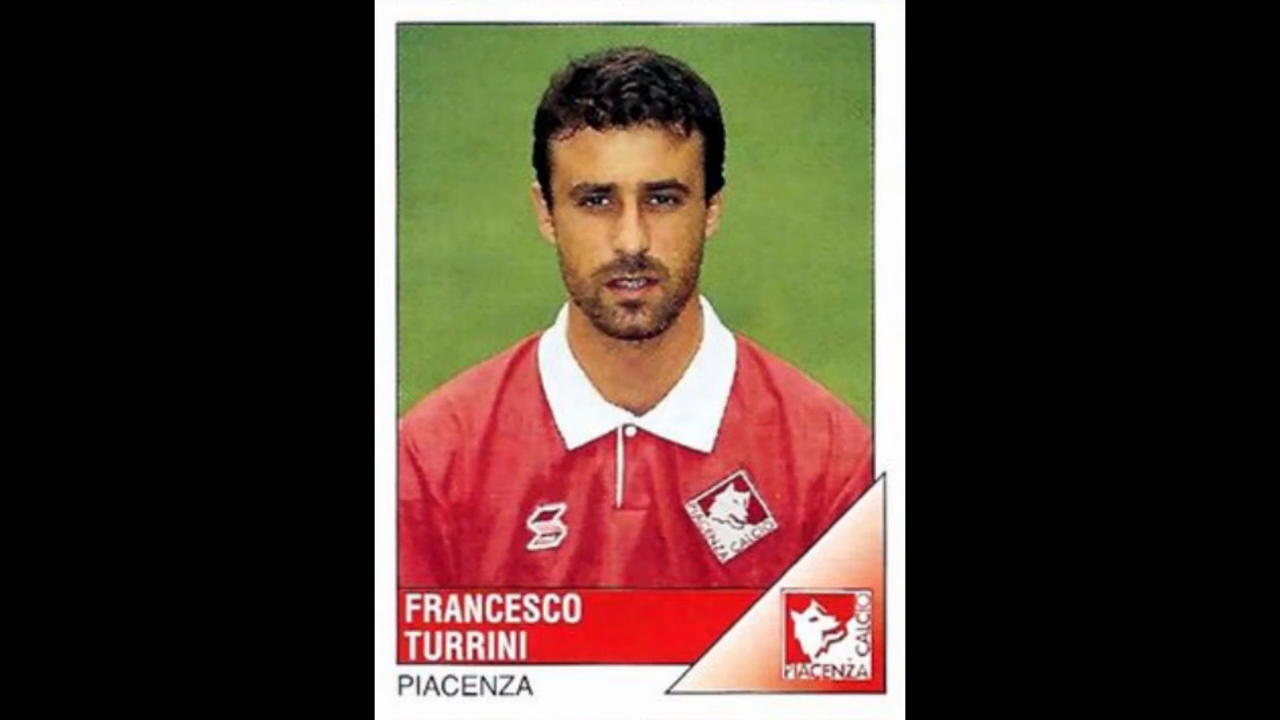 PIACENZA CALCIO
FRANCESCO
TURRINI
PIACENZA
PIACENZA CALCIO